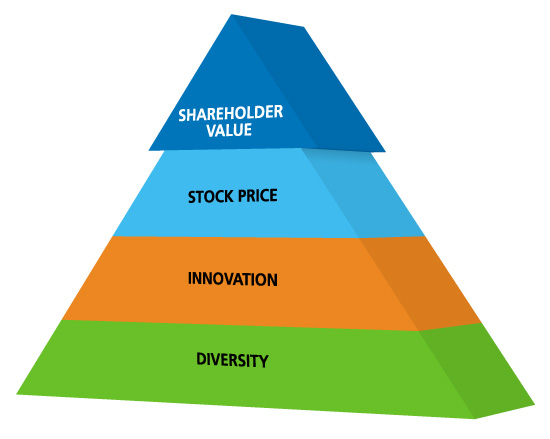 SHAREHOLDER
VALUE
STOCK PRICE
INNOVATION
DIVERSITY